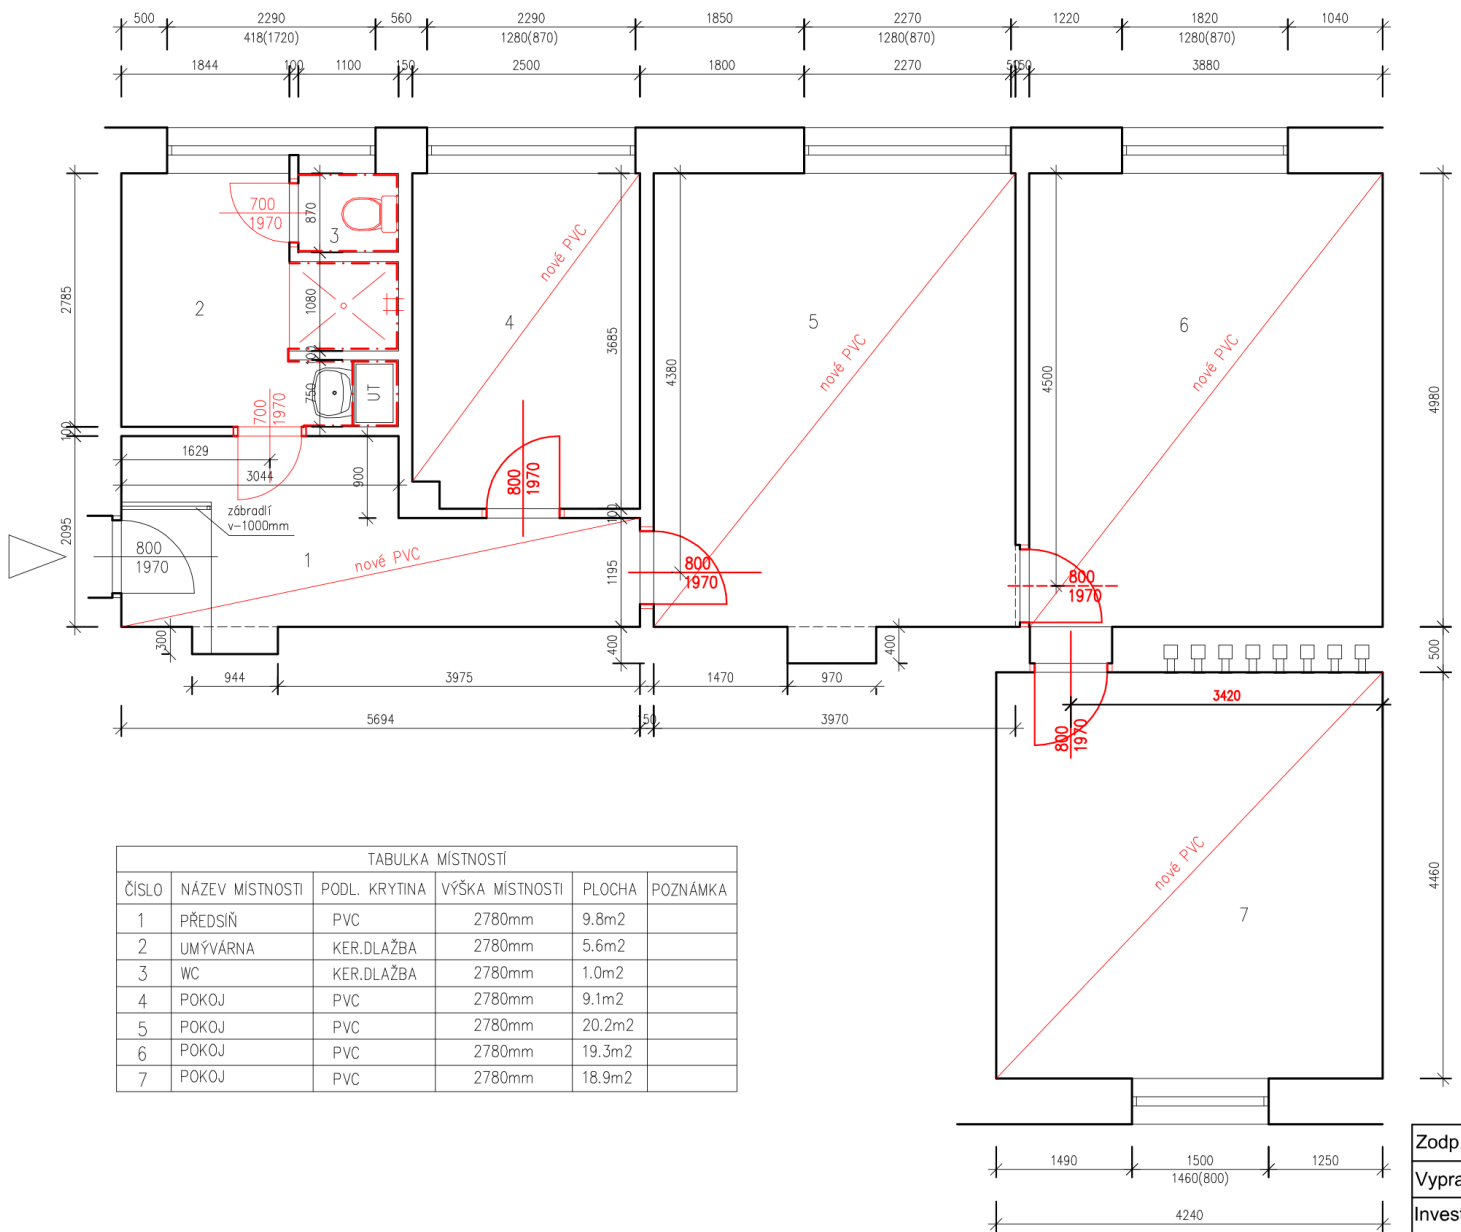 500 2290 560 2290 1850 2270 1220 1820 1040
418(1720) 1280(870) 1280(870) 1280(870)
1844 100 1100 150 2500 1800 2270 50 150 3880
700
1970
870
3
2785
2
1080
100
750
UT
700
1970
nové PVC
4
3685
4380
5
nové PVC
4500
6
nové PVC
4980
100
1629
3044
900
800
1970
100
zábradlí
v-1000mm
2095
800
1970
1
nové PVC
1195
800
1970
800
1970
300
400
400
500
944 3975 1470 970
3420
5694 150 3970
800
1970
nové PVC
7
4460
TABULKA MÍSTNOSTÍ
ČÍSLO NÁZEV MÍSTNOSTI PODL. KRYTINA VÝŠKA MÍSTNOSTI PLOCHA POZNÁMKA
1 PŘEDSÍŇ PVC 2780mm 9.8m2
2 UMÝVÁRNA KER.DLAŽBA 2780mm 5.6m2
3 WC KER.DLAŽBA 2780mm 1.0m2
4 POKOJ PVC 2780mm 9.1m2
5 POKOJ PVC 2780mm 20.2m2
6 POKOJ PVC 2780mm 19.3m2
7 POKOJ PVC 2780mm 18.9m2
1490 1500 1250
1460(800)
4240
Zodp.
Vypra
Invest